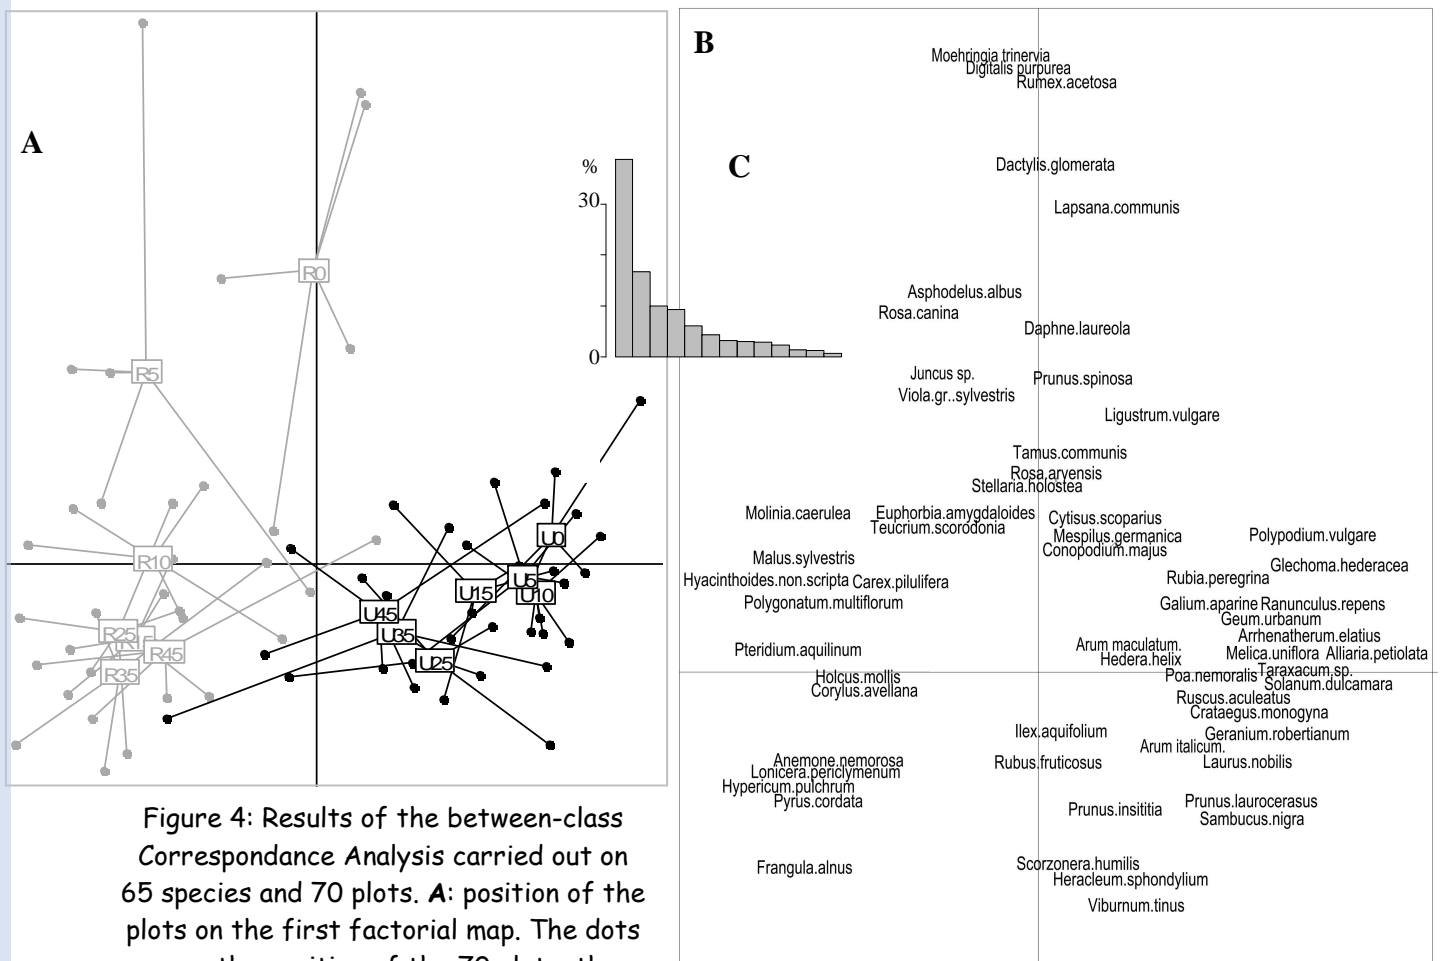 A
R0
R5
R10
R25
R45
R35
U0
U5
U10
U15
U45
U35
U25
%
30
0
B
C
Moehringia trinervia
Digitalis purpurea
Rumex.acetosa
Dactylis.glomerata
Lapsana.communis
Asphodelus.albus
Rosa.canina
Daphne.laureola
Juncus sp.
Prunus.spinosa
Viola.gr..sylvestris
Ligustrum.vulgare
Tamus.communis
Rosa.arvensis
Stellaria.holostea
Molinia.caerulea
Euphorbia.amygdaloides
Cytisus.scoparius
Teucrium.scorodonia
Mespilus.germanica
Polypodium.vulgare
Conopodium.majus
Malus.sylvestris
Glechoma.hederacea
Hyacinthoides.non.scripta
Carex.pilulifera
Rubia.peregrina
Polygonatum.multiflorum
Galium.aparine
Ranunculus.repens
Geum.urbanum
Arrhenatherum.elatius
Arum maculatum.
Pteridium.aquilinum
Melica.uniflora
Alliaria.petiolata
Hedera.helix
Taraxacum.sp.
Holcus.mollis
Poa.nemoralis
Solanum.dulcamara
Corylus.avellana
Ruscus.aculeatus
Crataegus.monogyna
Ilex.aquifolium
Geranium.robertianum
Arum italicum.
Anemone.nemorosa
Rubus.fruticosus
Laurus.nobilis
Lonicera.periclymenum
Hypericum.pulchrum
Pyrus.cordata
Prunus.insititia
Prunus.laurocerasus
Sambucus.nigra
Frangula.alnus
Scorzonera.humilis
Heracleum.sphondylium
Viburnum.tinus
Figure 4: Results of the between-class
Correspondance Analysis carried out on
65 species and 70 plots. A: position of the
plots on the first factorial map. The dots